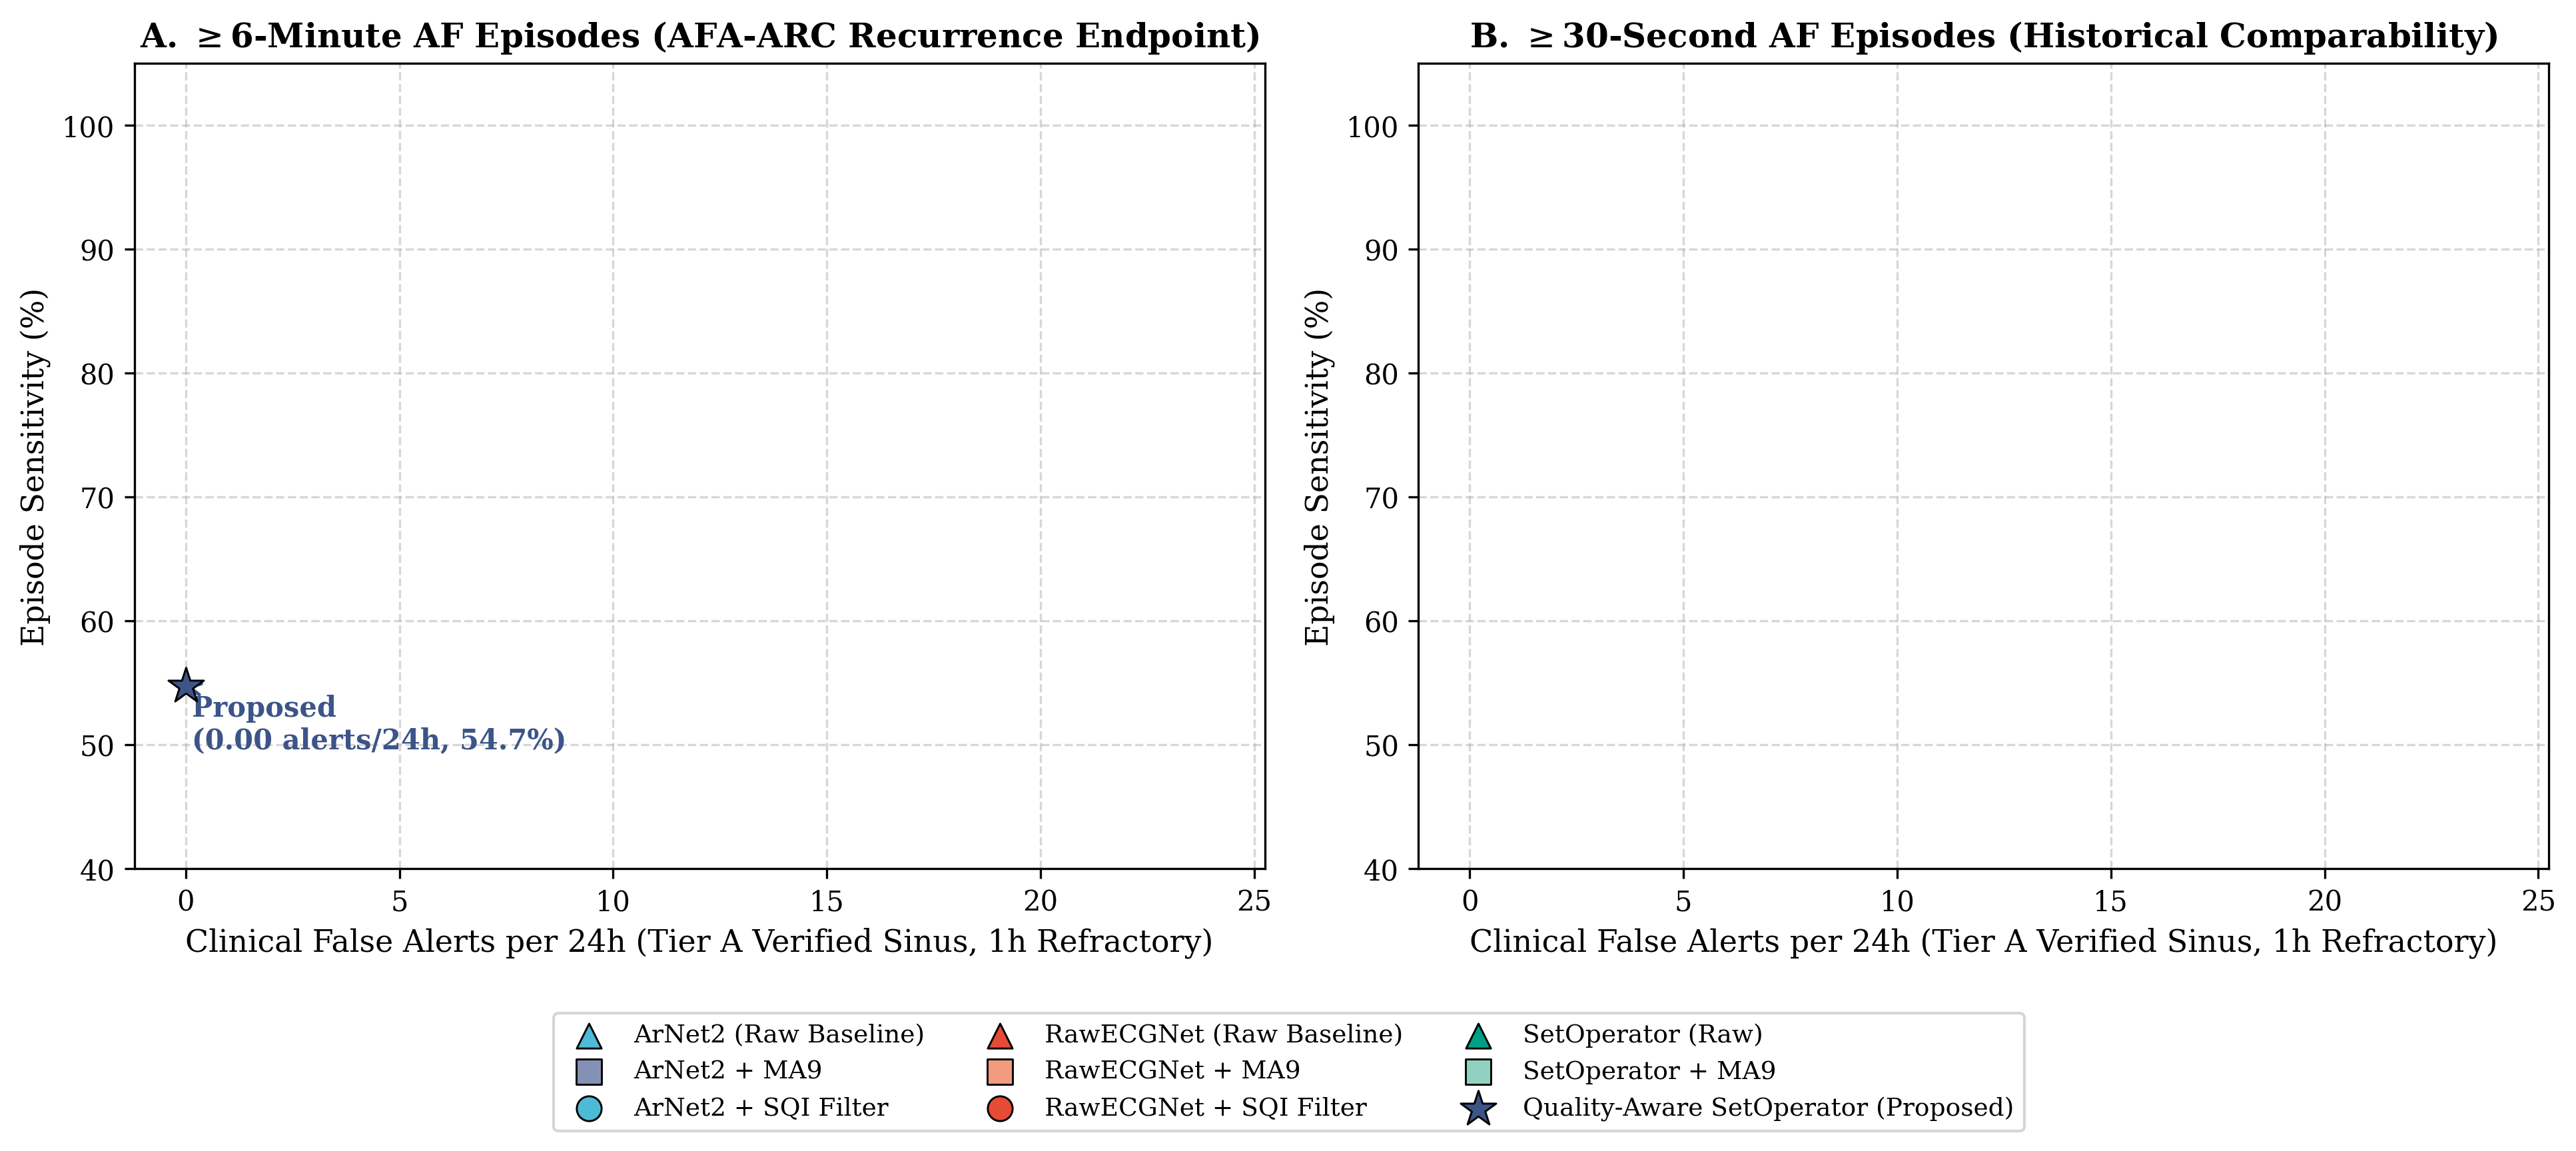 A. ≥6-Minute AF Episodes (AFA-ARC Recurrence Endpoint)
Episode Sensitivity (%)
100
90
80
70
60
50
40
Proposed
(0.00 alerts/24h, 54.7%)
0 5 10 15 20 25
Clinical False Alerts per 24h (Tier A Verified Sinus, 1h Refractory)
B. ≥30-Second AF Episodes (Historical Comparability)
Episode Sensitivity (%)
100
90
80
70
60
50
40
0 5 10 15 20 25
Clinical False Alerts per 24h (Tier A Verified Sinus, 1h Refractory)
ArNet2 (Raw Baseline)
ArNet2 + MA9
ArNet2 + SQI Filter
RawECGNet (Raw Baseline)
RawECGNet + MA9
RawECGNet + SQI Filter
SetOperator (Raw)
SetOperator + MA9
Quality-Aware SetOperator (Proposed)